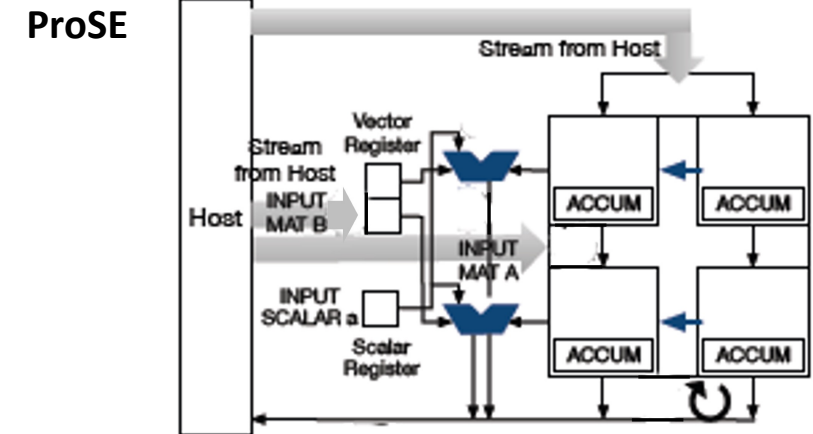 ProSE
Stream from Host
Vector
Register
Stream
from Host
INPUT
MAT B
Host
INPUT
MAT A
INPUT
SCALAR a
Scalar
Register
ACCUM
ACCUM
ACCUM
ACCUM